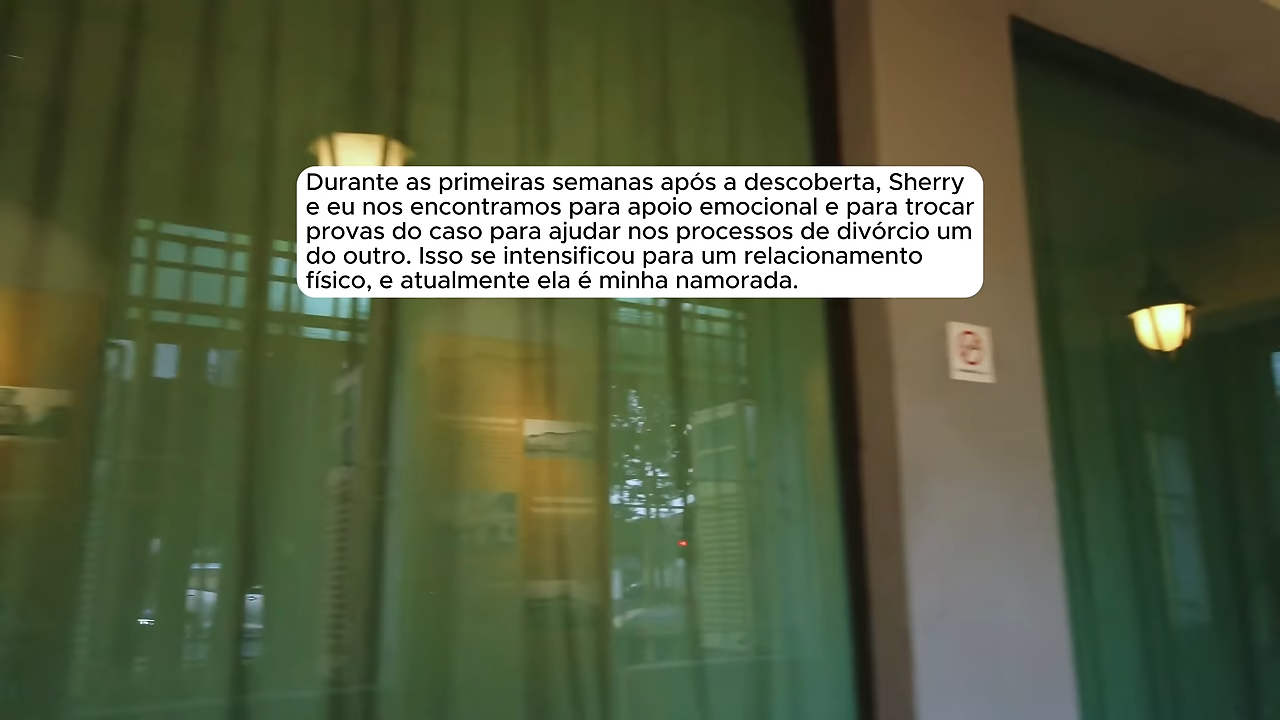 Durante as primeiras semanas após a descoberta, Sherry
e eu nos encontramos para apoio emocional e para trocar
provas do caso para ajudar nos processos de divórcio um
do outro. Isso se intensificou para um relacionamento
físico, e atualmente ela é minha namorada.